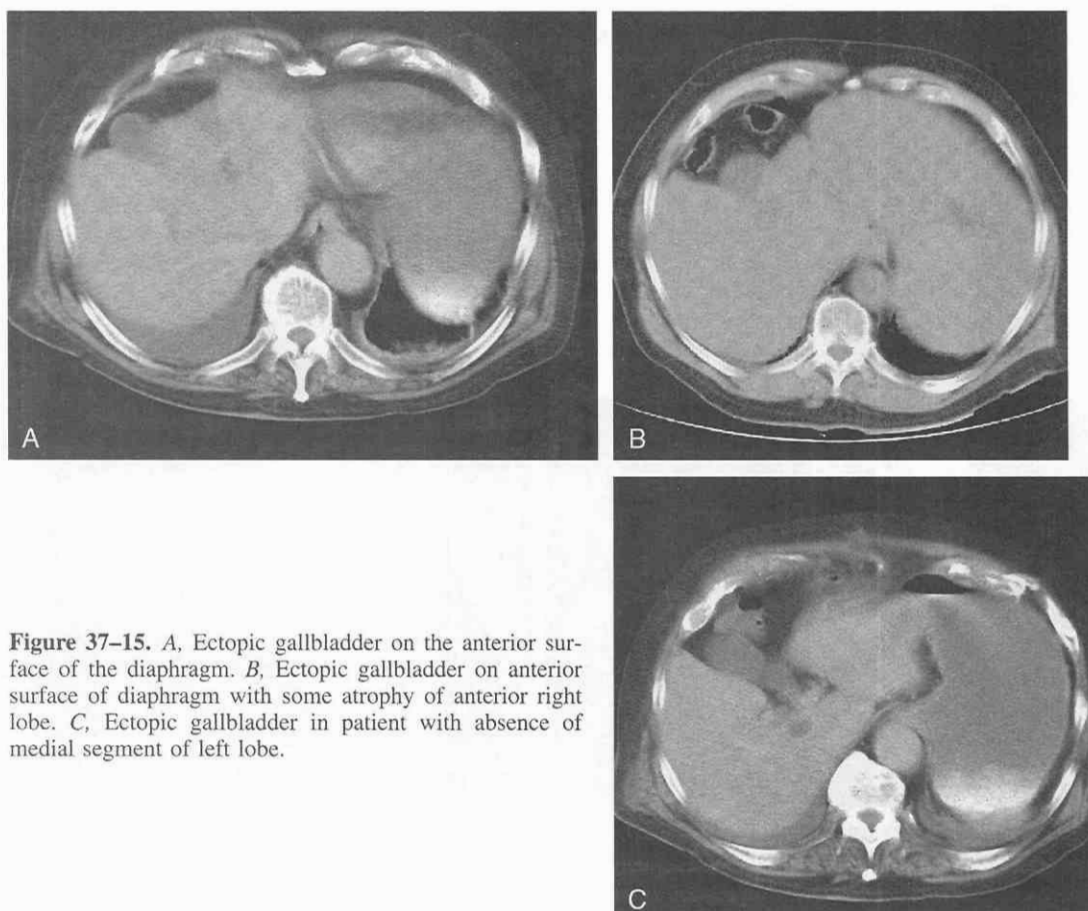 A
B
Figure 37–15. A, Ectopic gallbladder on the anterior sur-
face of the diaphragm. B, Ectopic gallbladder on anterior
surface of diaphragm with some atrophy of anterior right
lobe. C, Ectopic gallbladder in patient with absence of
medial segment of left lobe.
C